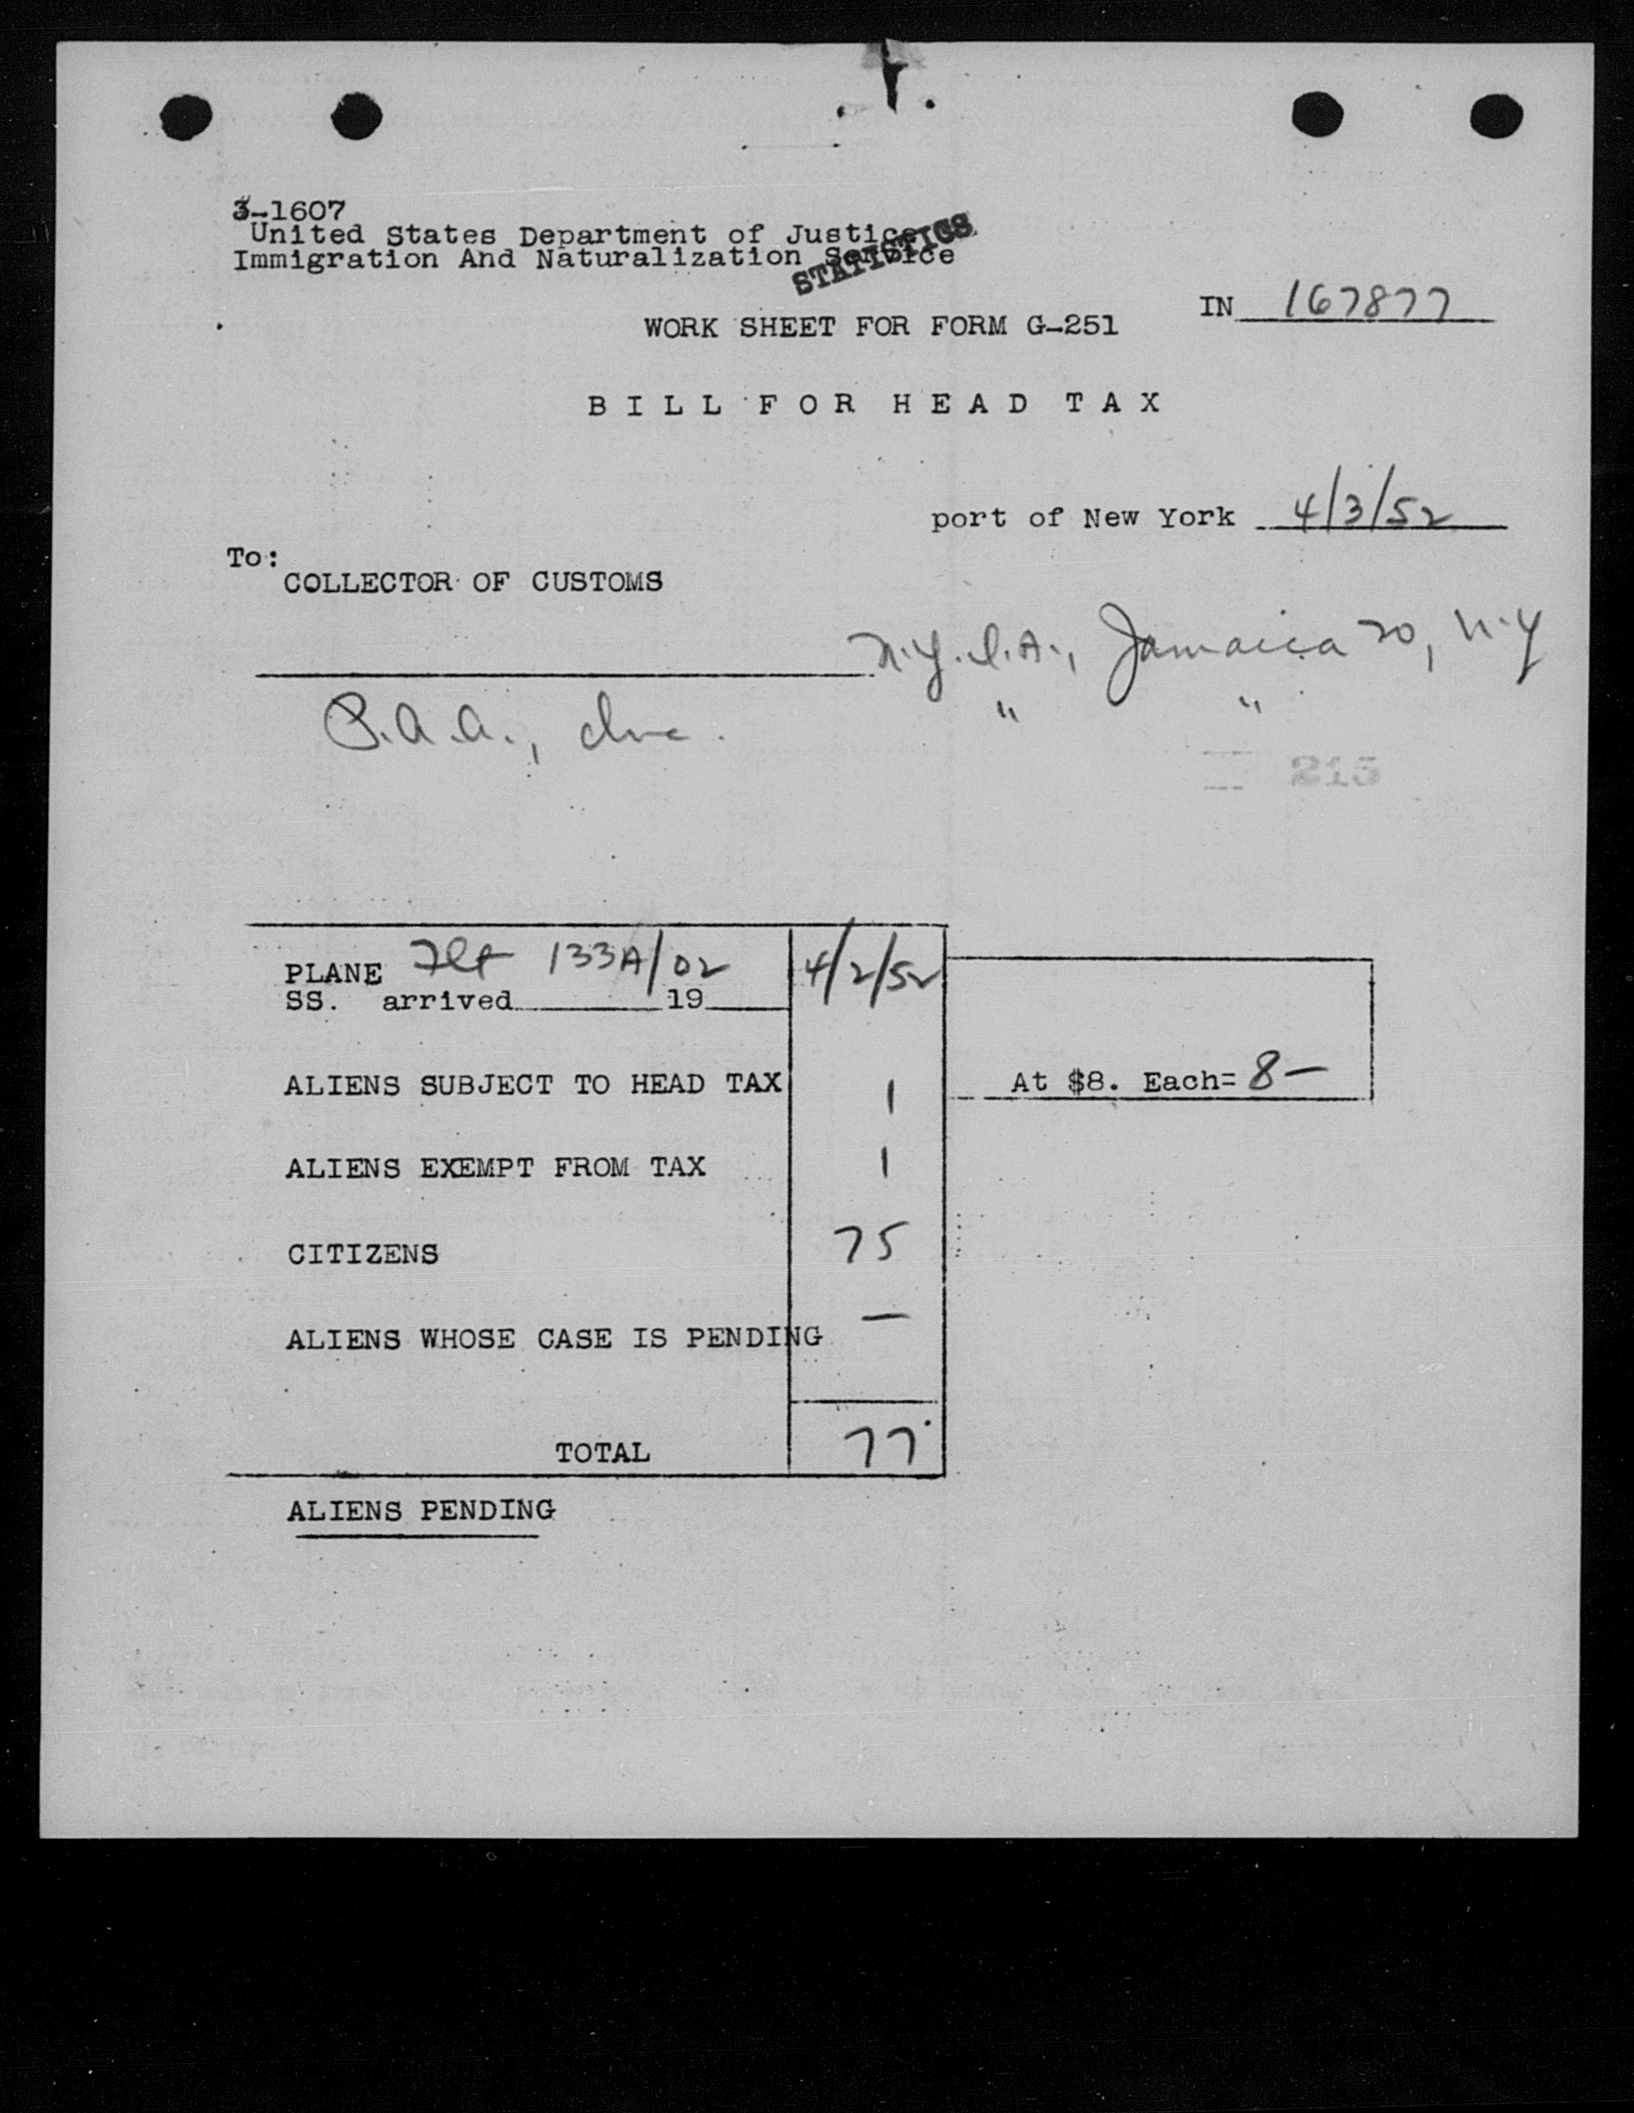 3-1607
United States Department of Justice
Immigration And Naturalization Service
STATISTICS
IN 167877
WORK SHEET FOR FORM G-251
BILL FOR HEAD TAX
port of New York 4/3/52
To:
COLLECTOR OF CUSTOMS
N.Y.I.A., Jamaica 20, N.Y
P.A.A., Inc. " "
215
PLANE Flt 133A/02 4/2/52
SS. arrived 19
ALIENS SUBJECT TO HEAD TAX 1 At $8. Each= 8—
ALIENS EXEMPT FROM TAX 1
CITIZENS 75
ALIENS WHOSE CASE IS PENDING —
TOTAL 77
ALIENS PENDING